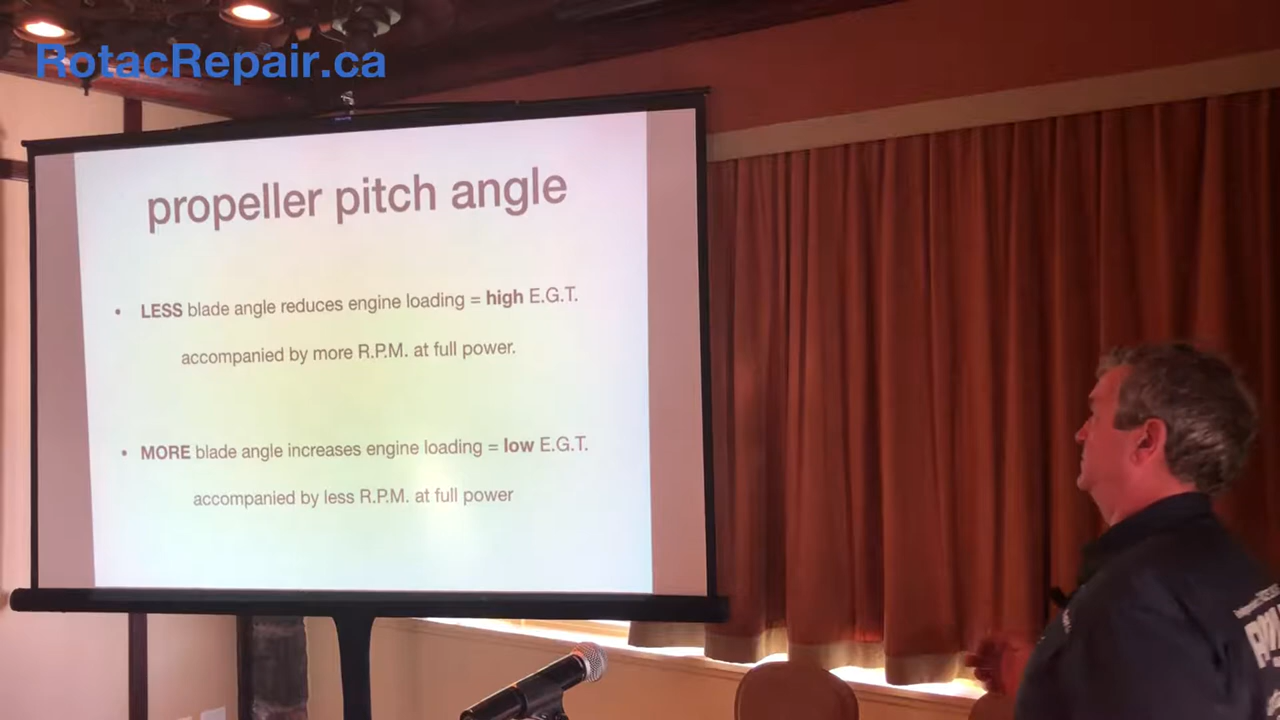 RotacRepair.ca
propeller pitch angle
• LESS blade angle reduces engine loading = high E.G.T.
accompanied by more R.P.M. at full power.
• MORE blade angle increases engine loading = low E.G.T.
accompanied by less R.P.M. at full power